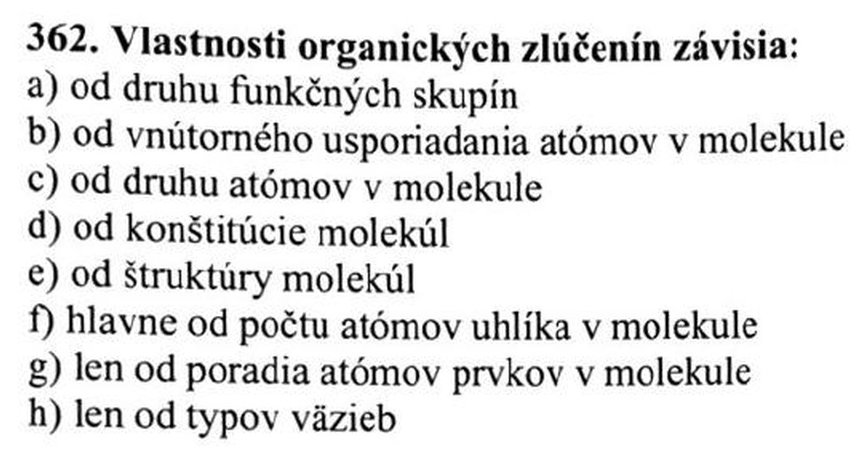 362. Vlastnosti organických zlúčenín závisia:
a) od druhu funkčných skupín
b) od vnútorného usporiadania atómov v molekule
c) od druhu atómov v molekule
d) od konštitúcie molekúl
e) od štruktúry molekúl
f) hlavne od počtu atómov uhlíka v molekule
g) len od poradia atómov prvkov v molekule
h) len od typov väzieb